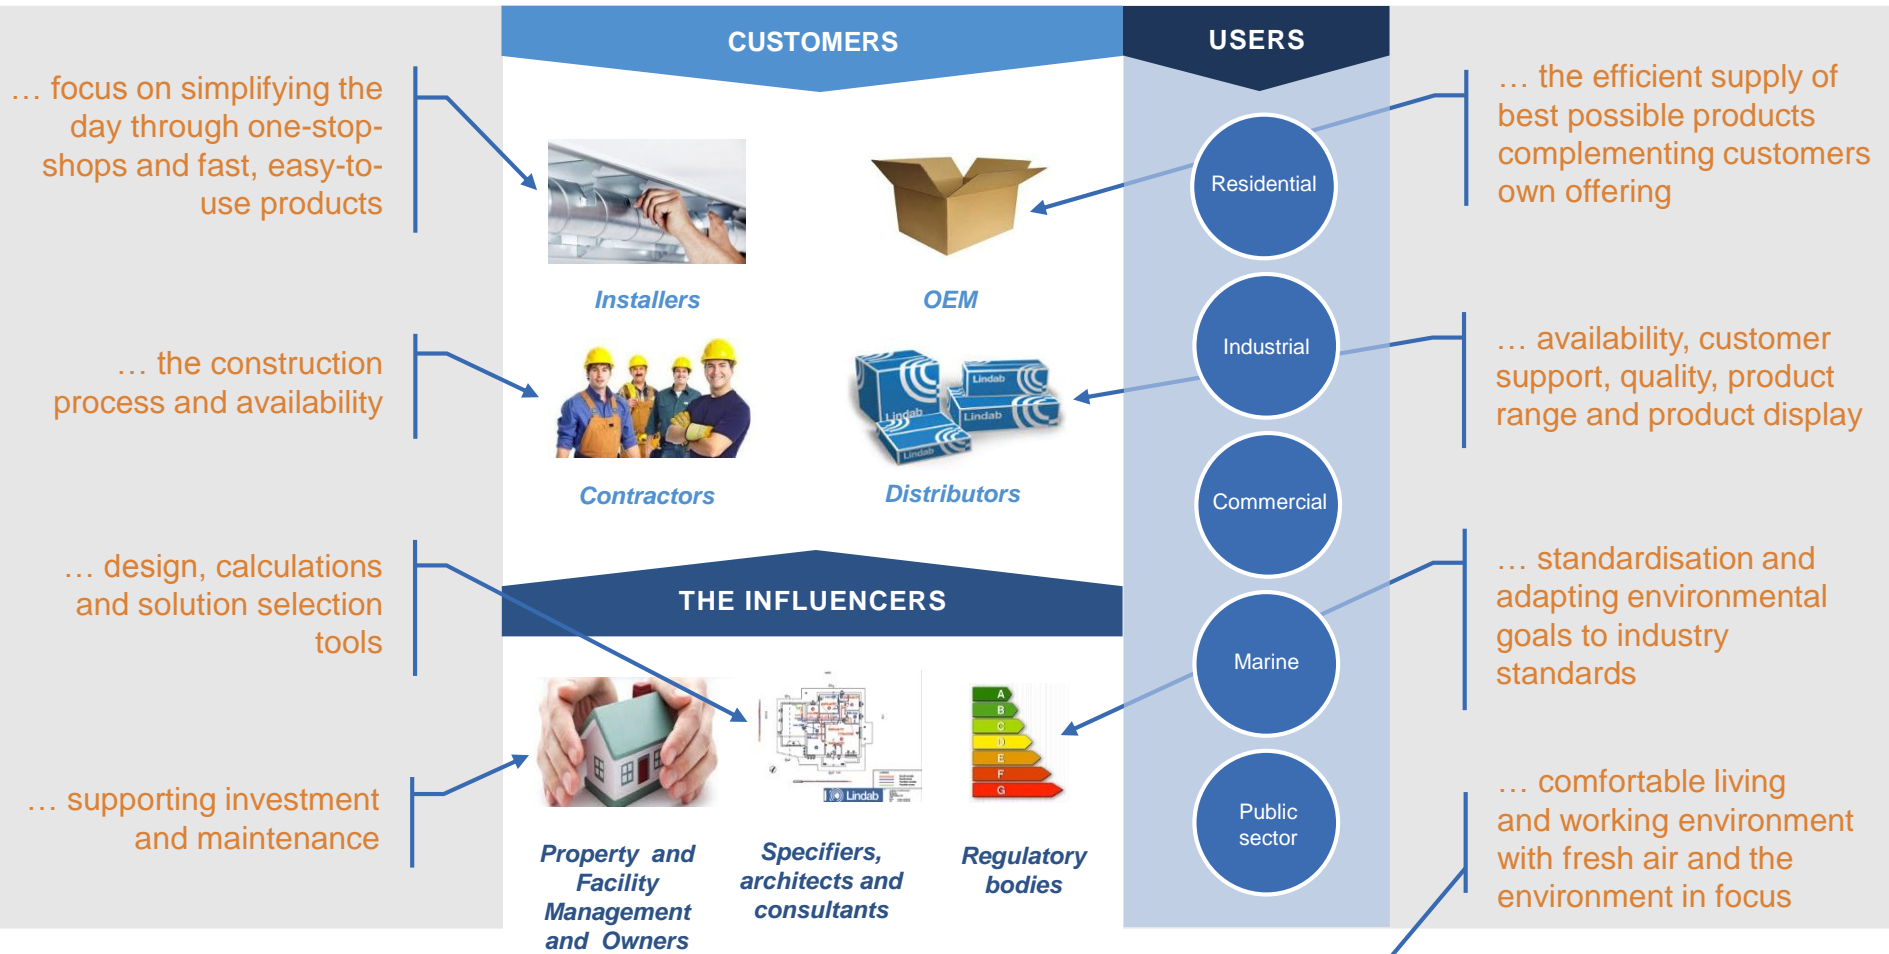 CUSTOMERS
USERS
… focus on simplifying the
day through one-stop-
shops and fast, easy-to-
use products
… the construction
process and availability
… design, calculations
and solution selection
tools
… supporting investment
and maintenance
Installers
OEM
Lindab
Lindab
Lindab
Lindab
Contractors
Distributors
THE INFLUENCERS
Lindab
A
B
C
D
E
F
G
Property and
Facility
Management
and Owners
Specifiers,
architects and
consultants
Regulatory
bodies
Residential
Industrial
Commercial
Marine
Public
sector
… the efficient supply of
best possible products
complementing customers
own offering
… availability, customer
support, quality, product
range and product display
… standardisation and
adapting environmental
goals to industry
standards
… comfortable living
and working environment
with fresh air and the
environment in focus